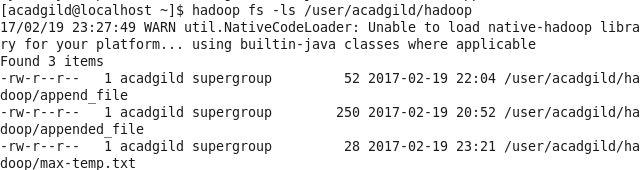 [acadgild@localhost ~]$ hadoop fs -ls /user/acadgild/hadoop
17/02/19 23:27:49 WARN util.NativeCodeLoader: Unable to load native-hadoop libra
ry for your platform... using builtin-java classes where applicable
Found 3 items
-rw-r--r--   1 acadgild supergroup         52 2017-02-19 22:04 /user/acadgild/ha
doop/append_file
-rw-r--r--   1 acadgild supergroup        250 2017-02-19 20:52 /user/acadgild/ha
doop/appended_file
-rw-r--r--   1 acadgild supergroup         28 2017-02-19 23:21 /user/acadgild/ha
doop/max-temp.txt